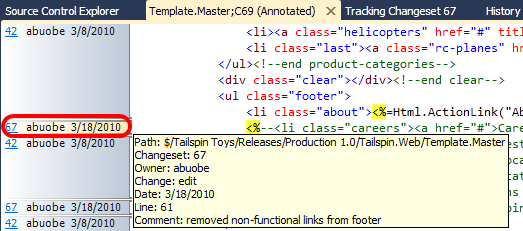 Source Control Explorer Template.Master;C69 (Annotated) X Tracking Changeset 67 History
42 abuobe 3/8/2010 <li><a class="helicopters" href="#" titl
<li class="last"><a class="rc-planes"
</ul><!--end product-categories-->
<div class="clear"></div><!--end clear-->
<ul class="footer">
<li class="about"><%=Html.ActionLink("Ab
67 abuobe 3/18/2010 <%--<li class="careers"><a href="#">Care
42 abuobe 3/8/2010
Path: $/Tailspin Toys/Releases/Production 1.0/Tailspin.Web/Template.Master
Changeset: 67
Owner: abuobe
Change: edit
Date: 3/18/2010
Line: 61
Comment: removed non-functional links from footer
67 abuobe 3/18/2010
42 abuobe 3/8/2010